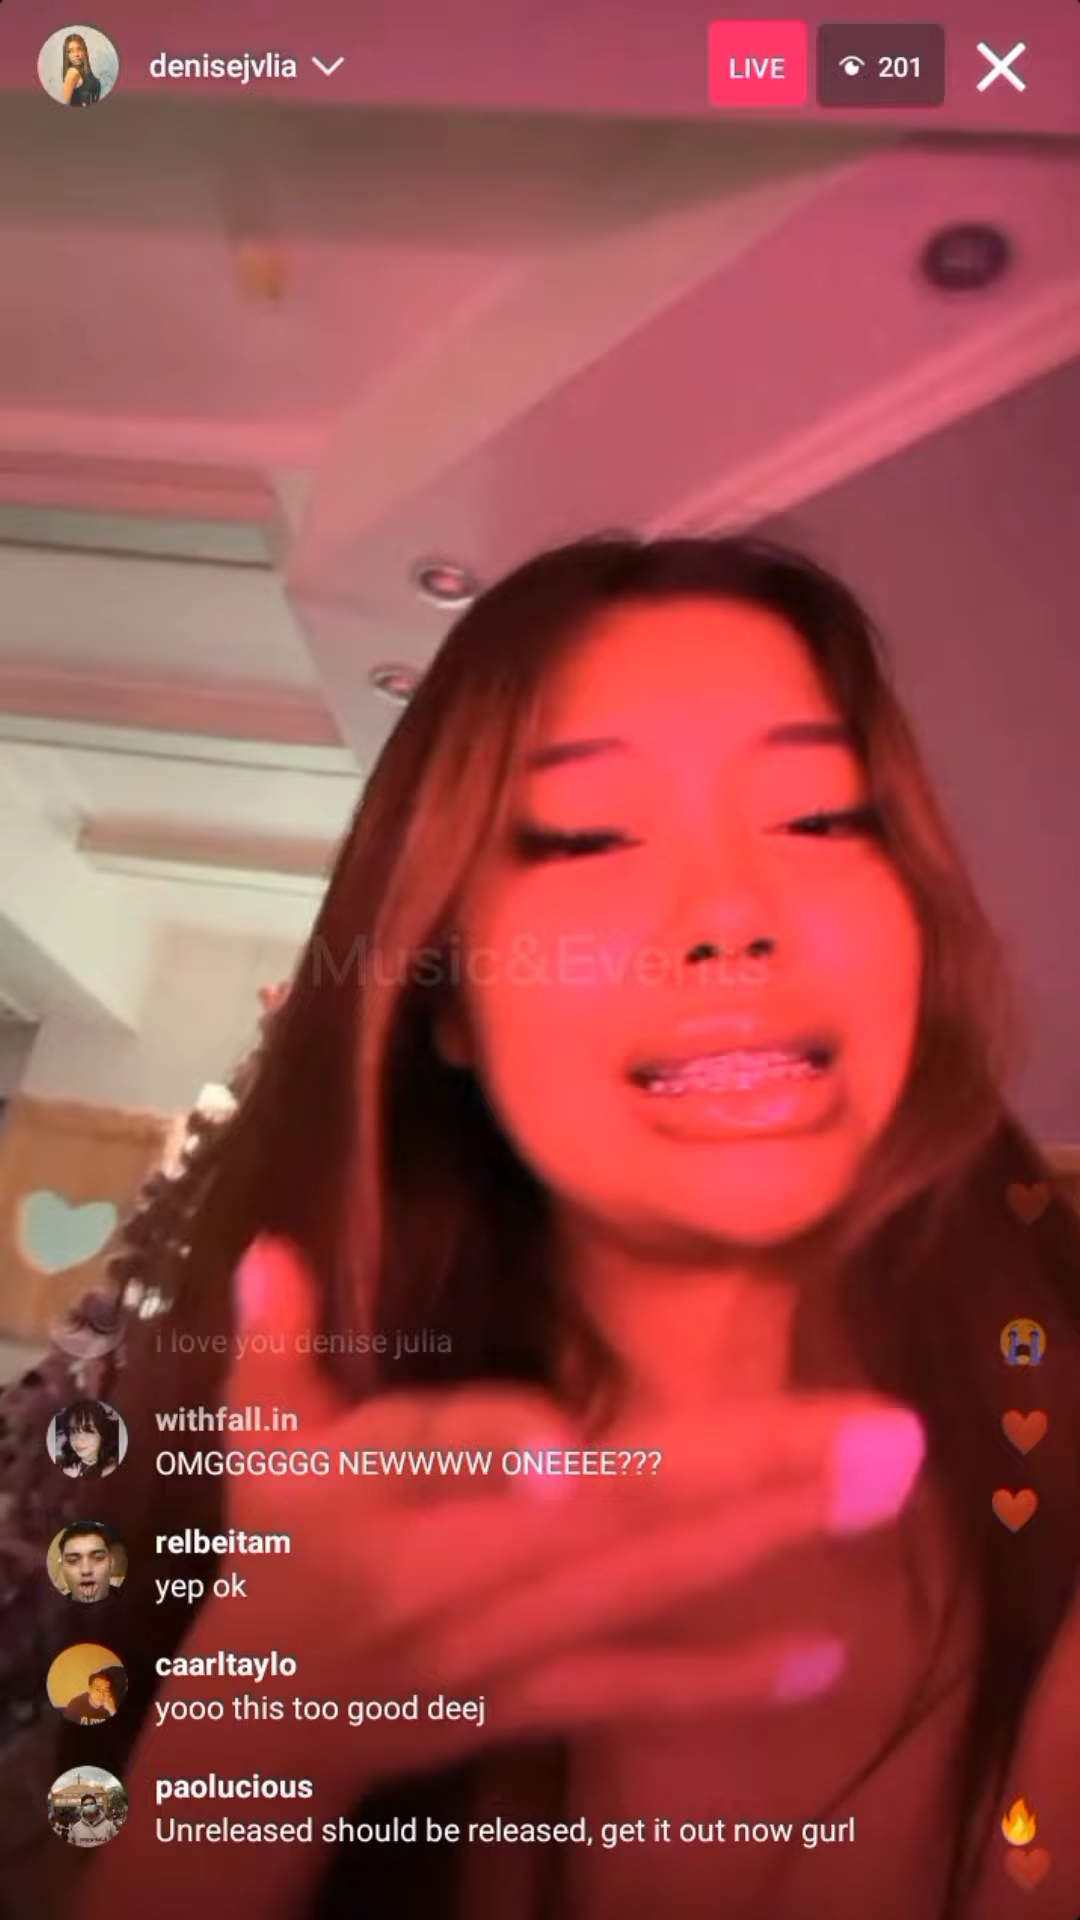 denisejvlia
LIVE
201
Music&Events
i love you denise julia
withfall.in
OMGGGGGG NEWWWW ONEEEE???
relbeitam
yep ok
caarltaylo
yooo this too good deej
paolucious
Unreleased should be released, get it out now gurl